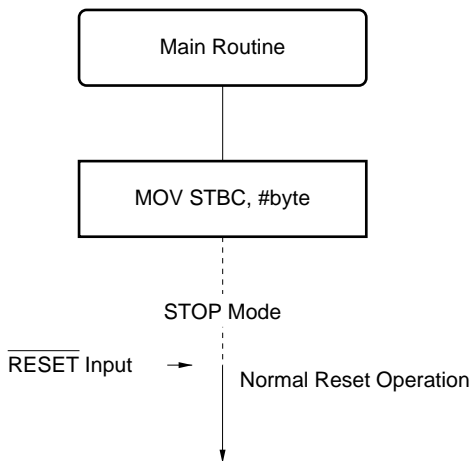 Main Routine
MOV STBC, #byte
STOP Mode
RESET Input
Normal Reset Operation